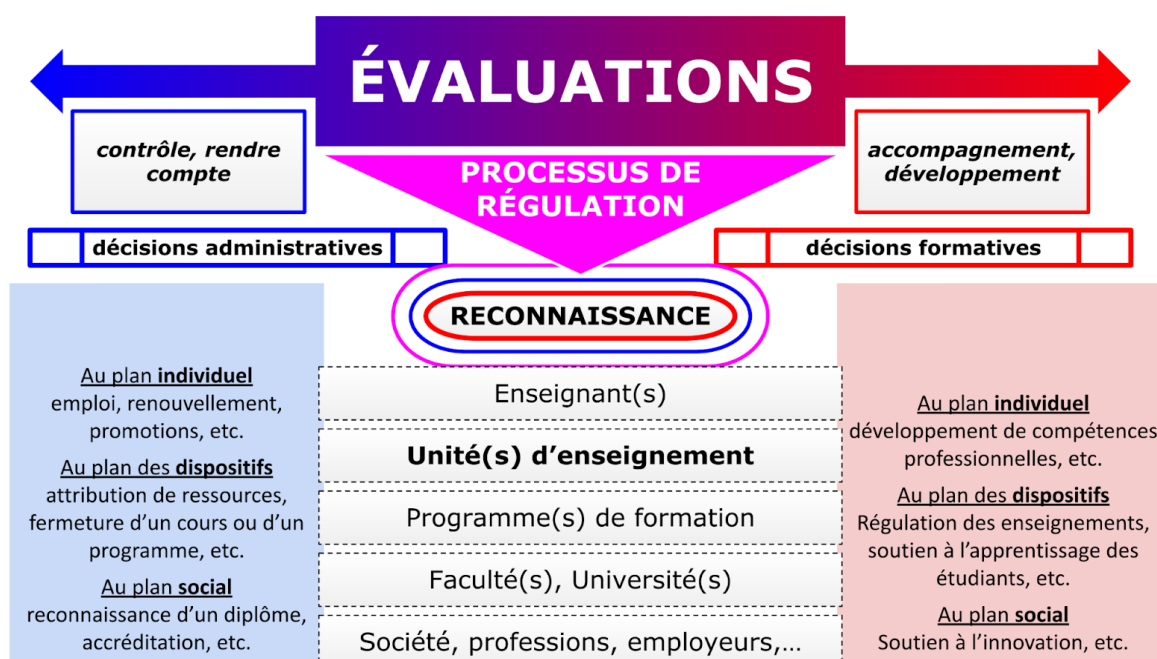 ÉVALUATIONS
contrôle, rendre
compte
PROCESSUS DE
RÉGULATION
accompagnement,
développement
décisions administratives
décisions formatives
RECONNAISSANCE
Au plan individuel
emploi, renouvellement,
promotions, etc.
Au plan des dispositifs
attribution de ressources,
fermeture d’un cours ou d’un
programme, etc.
Au plan social
reconnaissance d’un diplôme,
accréditation, etc.
Enseignant(s)
Unité(s) d’enseignement
Programme(s) de formation
Faculté(s), Université(s)
Société, professions, employeurs,…
Au plan individuel
développement de compétences
professionnelles, etc.
Au plan des dispositifs
Régulation des enseignements,
soutien à l’apprentissage des
étudiants, etc.
Au plan social
Soutien à l’innovation, etc.